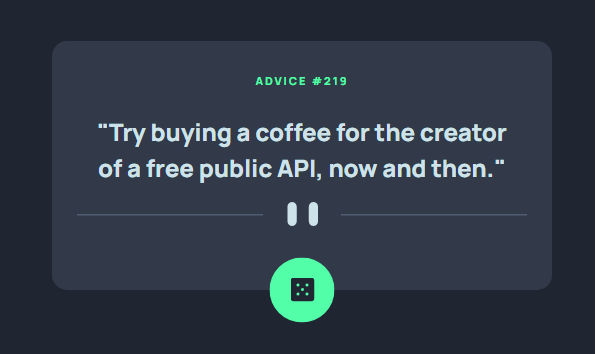 ADVICE #219
"Try buying a coffee for the creator
of a free public API, now and then."